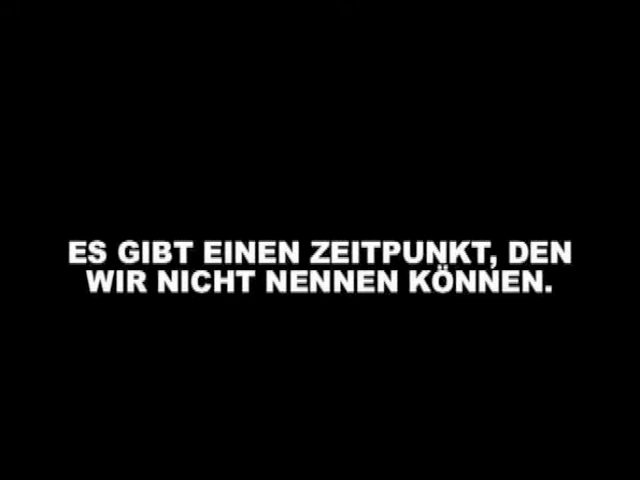 ES GIBT EINEN ZEITPUNKT, DEN
WIR NICHT NENNEN KÖNNEN.